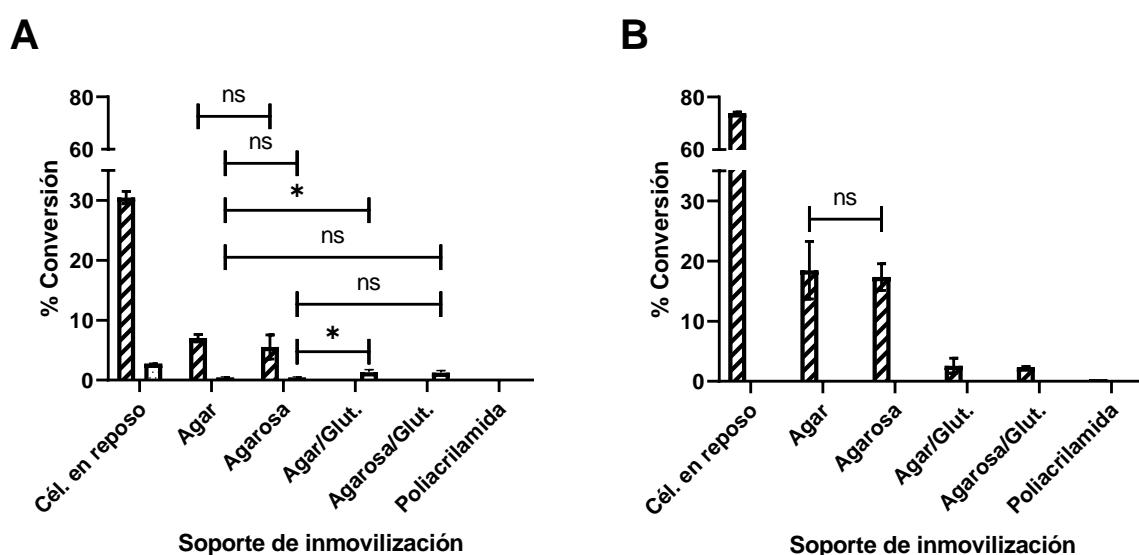 A
% Conversión
80
60
30
20
10
0
ns
ns
*
ns
ns
*
Cél. en reposo
Agar
Agarosa
Agar/Glut.
Agarosa/Glut.
Poliacrilamida
Soporte de inmovilización
B
% Conversión
80
60
30
20
10
0
ns
Cél. en reposo
Agar
Agarosa
Agar/Glut.
Agarosa/Glut.
Poliacrilamida
Soporte de inmovilización